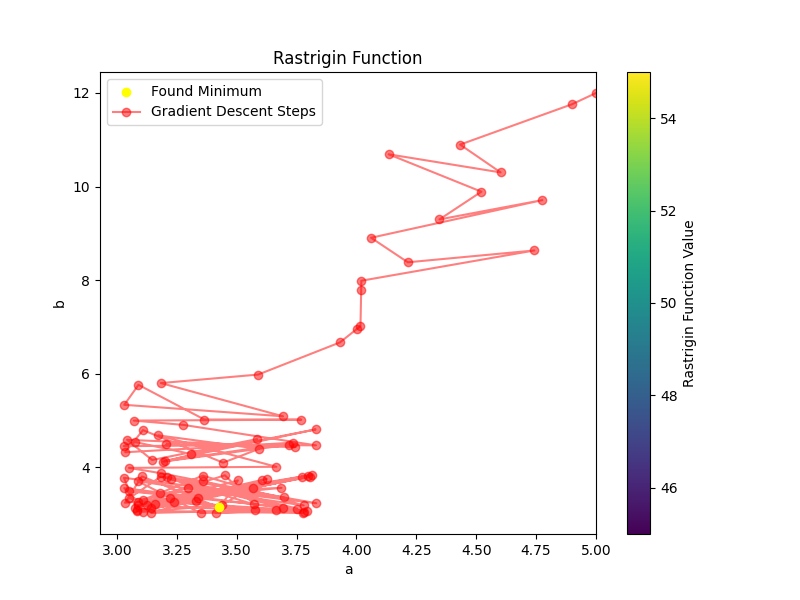 Rastrigin Function
Found Minimum
Gradient Descent Steps
12
10
8
6
4
b
3.00 3.25 3.50 3.75 4.00 4.25 4.50 4.75 5.00
a
54
52
50
48
46
Rastrigin Function Value